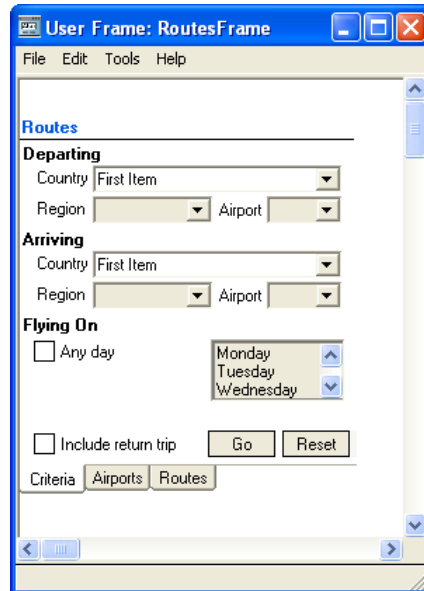 User Frame: RoutesFrame
File Edit Tools Help
Routes
Departing
Country First Item
Region Airport
Arriving
Country First Item
Region Airport
Flying On
Any day
Monday
Tuesday
Wednesday
Include return trip Go Reset
Criteria Airports Routes